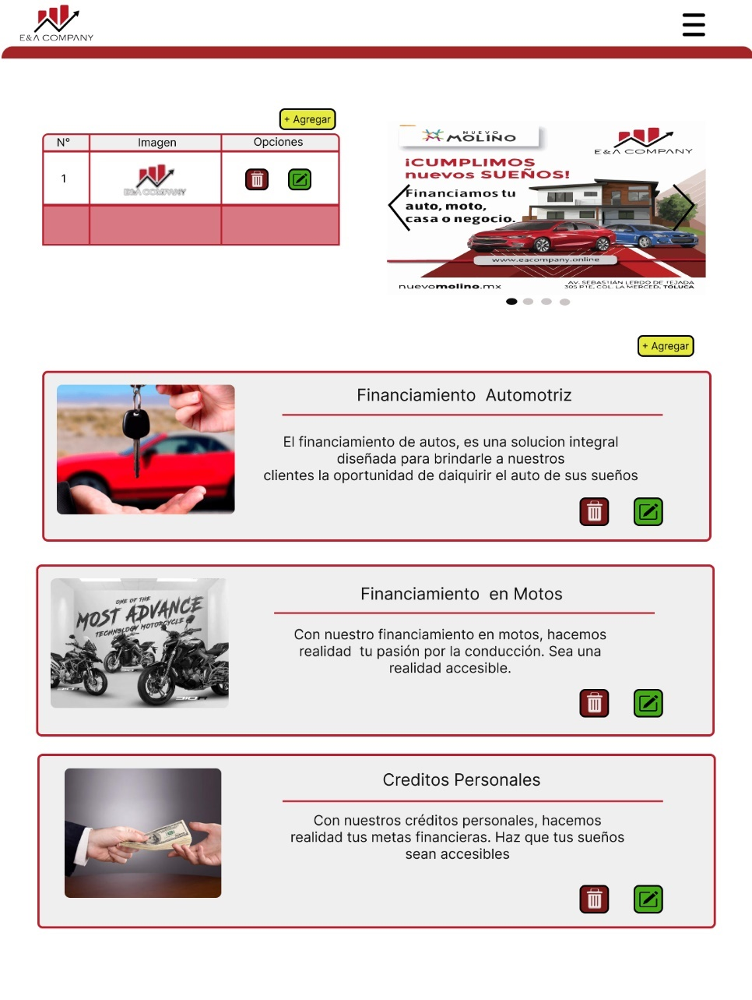 E&A COMPANY
+ Agregar
N° Imagen Opciones
1 E&A COMPANY
NUEVO
MOLINO
E&A COMPANY
¡CUMPLIMOS
nuevos SUEÑOS!
Financiamos tu
auto, moto,
casa o negocio.
www.eacompany.online
nuevomolino.mx
AV. SEBASTIÁN LERDO DE TEJADA
305 P1E, COL. LA MERCED, TOLUCA
+ Agregar
Financiamiento Automotriz
El financiamiento de autos, es una solucion integral
diseñada para brindarle a nuestros
clientes la oportunidad de daiquirir el auto de sus sueños
Financiamiento en Motos
ONE OF THE
MOST ADVANCE
TECHNOLOGY MOTORCYCLE
Con nuestro financiamiento en motos, hacemos
realidad tu pasión por la conducción. Sea una
realidad accesible.
Creditos Personales
Con nuestros créditos personales, hacemos
realidad tus metas financieras. Haz que tus sueños
sean accesibles